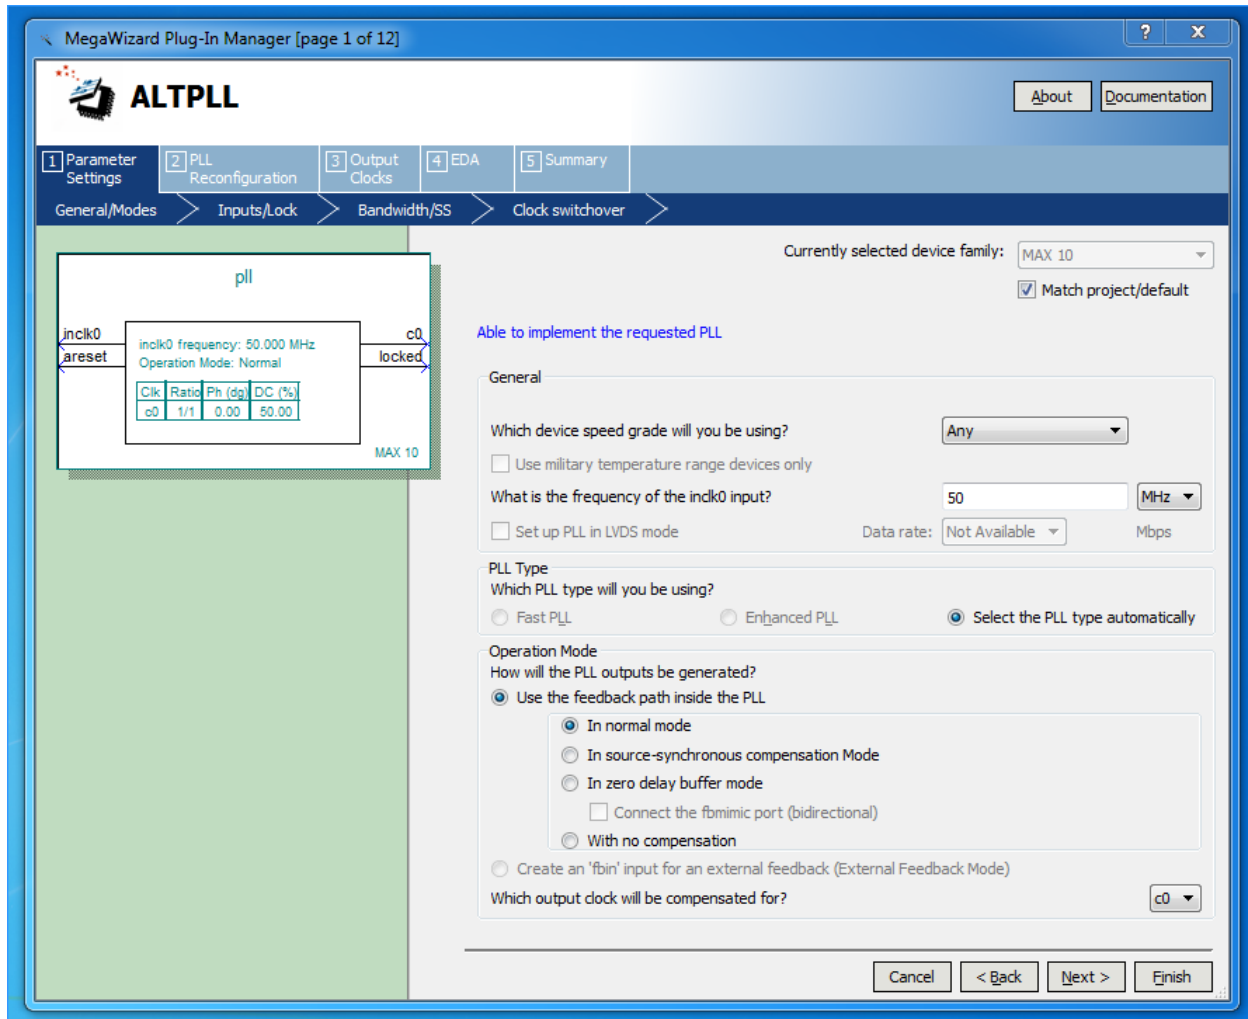 MegaWizard Plug-In Manager [page 1 of 12]
? X
ALTPLL
About
Documentation
1 Parameter Settings
2 PLL Reconfiguration
3 Output Clocks
4 EDA
5 Summary
General/Modes
Inputs/Lock
Bandwidth/SS
Clock switchover
pll
inclk0
areset
c0
locked
inclk0 frequency: 50.000 MHz
Operation Mode: Normal
Clk Ratio Ph (dg) DC (%)
c0 1/1 0.00 50.00
MAX 10
Currently selected device family:
MAX 10
Match project/default
Able to implement the requested PLL
General
Which device speed grade will you be using?
Any
Use military temperature range devices only
What is the frequency of the inclk0 input?
50
MHz
Set up PLL in LVDS mode
Data rate:
Not Available
Mbps
PLL Type
Which PLL type will you be using?
Fast PLL
Enhanced PLL
Select the PLL type automatically
Operation Mode
How will the PLL outputs be generated?
Use the feedback path inside the PLL
In normal mode
In source-synchronous compensation Mode
In zero delay buffer mode
Connect the fbmimic port (bidirectional)
With no compensation
Create an 'fbin' input for an external feedback (External Feedback Mode)
Which output clock will be compensated for?
c0
Cancel
< Back
Next >
Finish